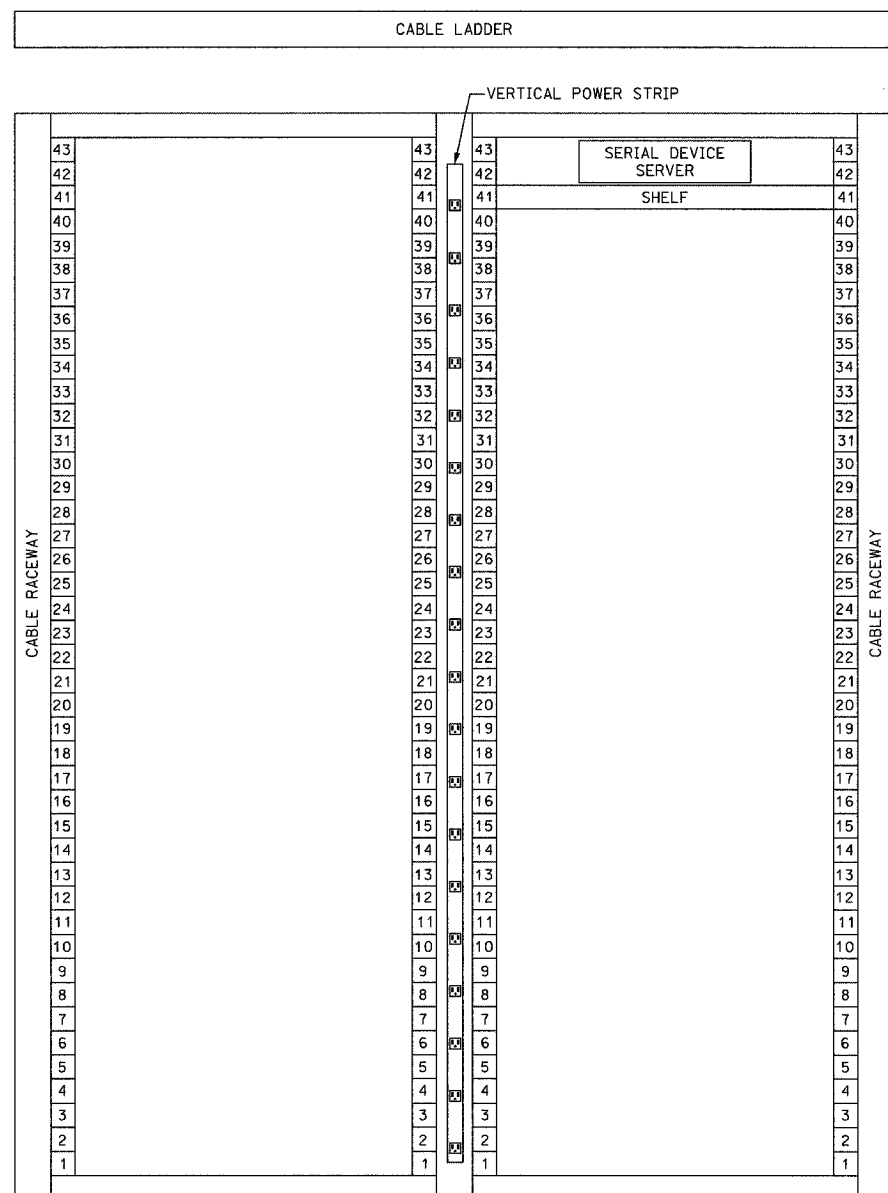 CABLE LADDER
VERTICAL POWER STRIP
43 43 43 SERIAL DEVICE 43
42 42 42 SERVER 42
41 41 41 SHELF 41
40 40 40 40
39 39 39 39
38 38 38 38
37 37 37 37
36 36 36 36
35 35 35 35
34 34 34 34
33 33 33 33
32 32 32 32
31 31 31 31
30 30 30 30
29 29 29 29
28 28 28 28
27 27 27 27
26 26 26 26
25 25 25 25
24 24 24 24
23 23 23 23
22 22 22 22
21 21 21 21
20 20 20 20
19 19 19 19
18 18 18 18
17 17 17 17
16 16 16 16
15 15 15 15
14 14 14 14
13 13 13 13
12 12 12 12
11 11 11 11
10 10 10 10
9 9 9 9
8 8 8 8
7 7 7 7
6 6 6 6
5 5 5 5
4 4 4 4
3 3 3 3
2 2 2 2
1 1 1 1
CABLE RACEWAY
CABLE RACEWAY